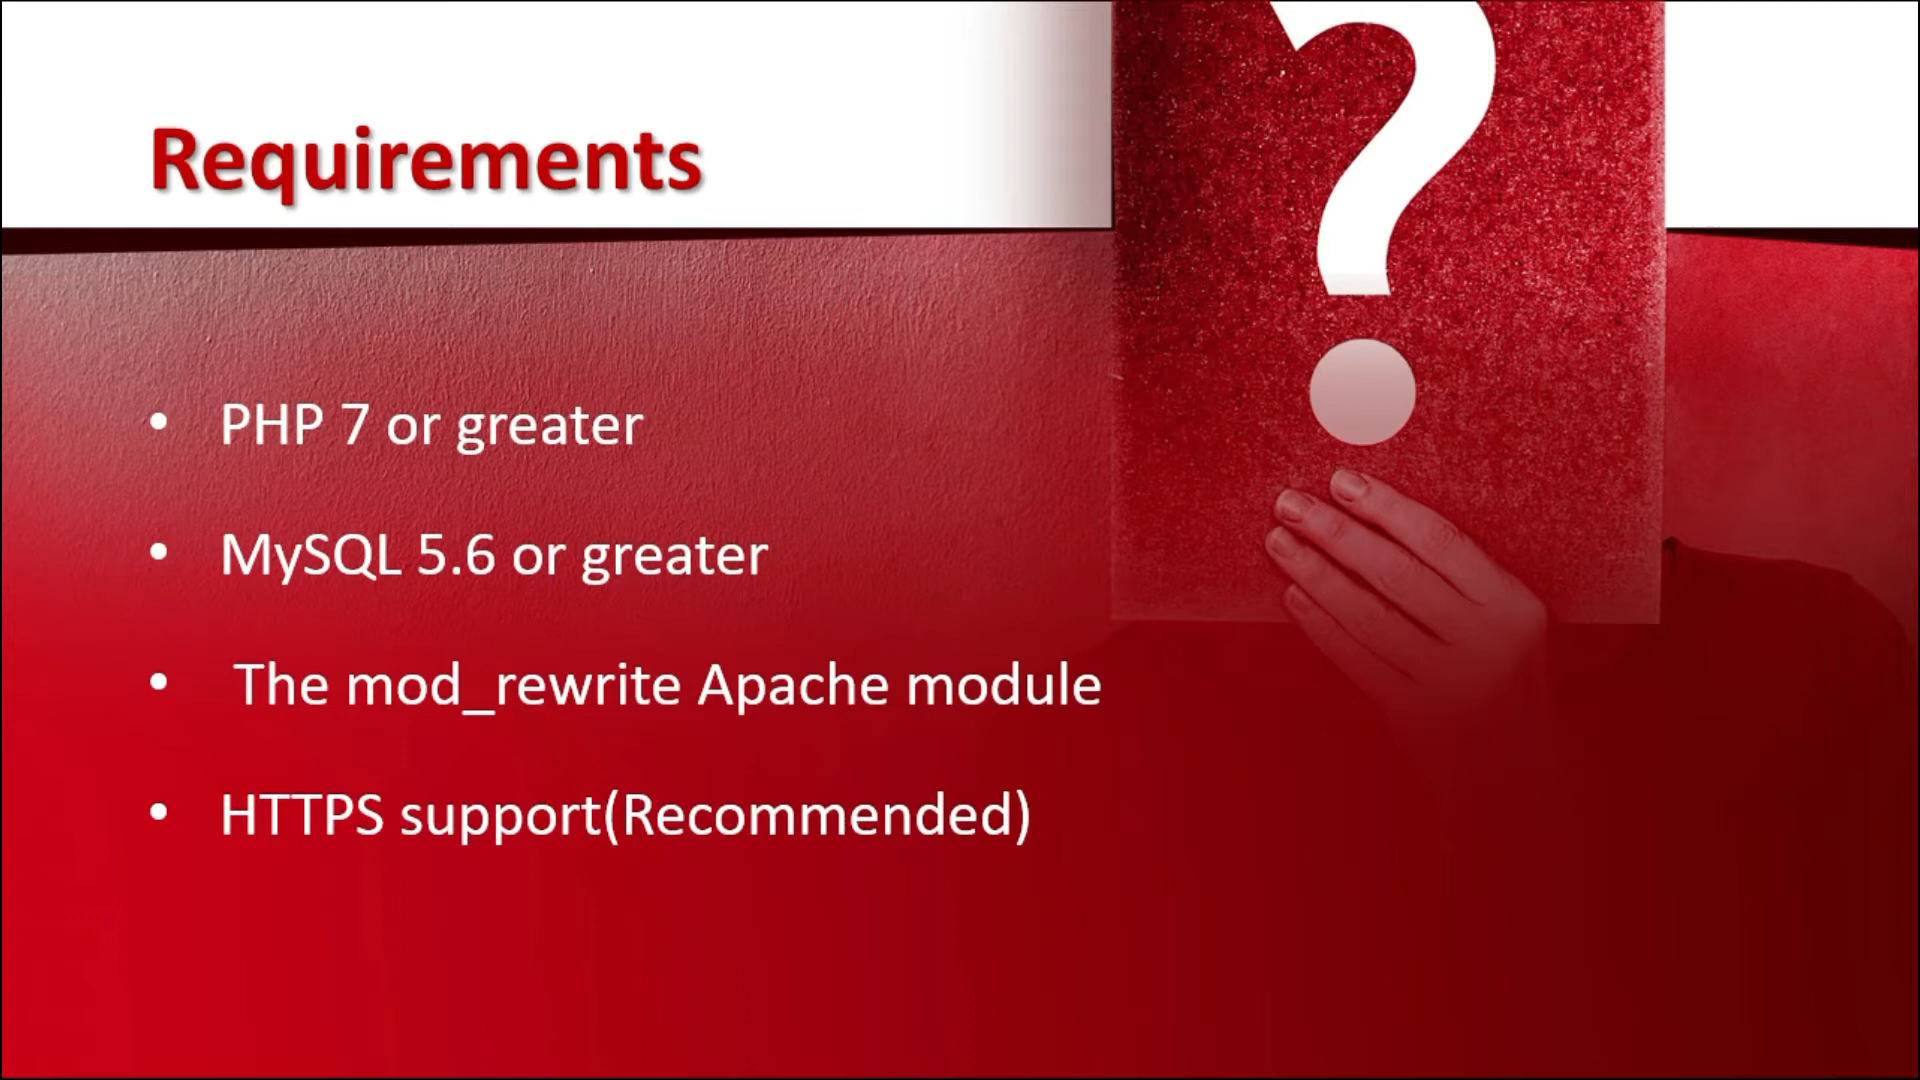 Requirements
• PHP 7 or greater
• MySQL 5.6 or greater
• The mod_rewrite Apache module
• HTTPS support(Recommended)
?